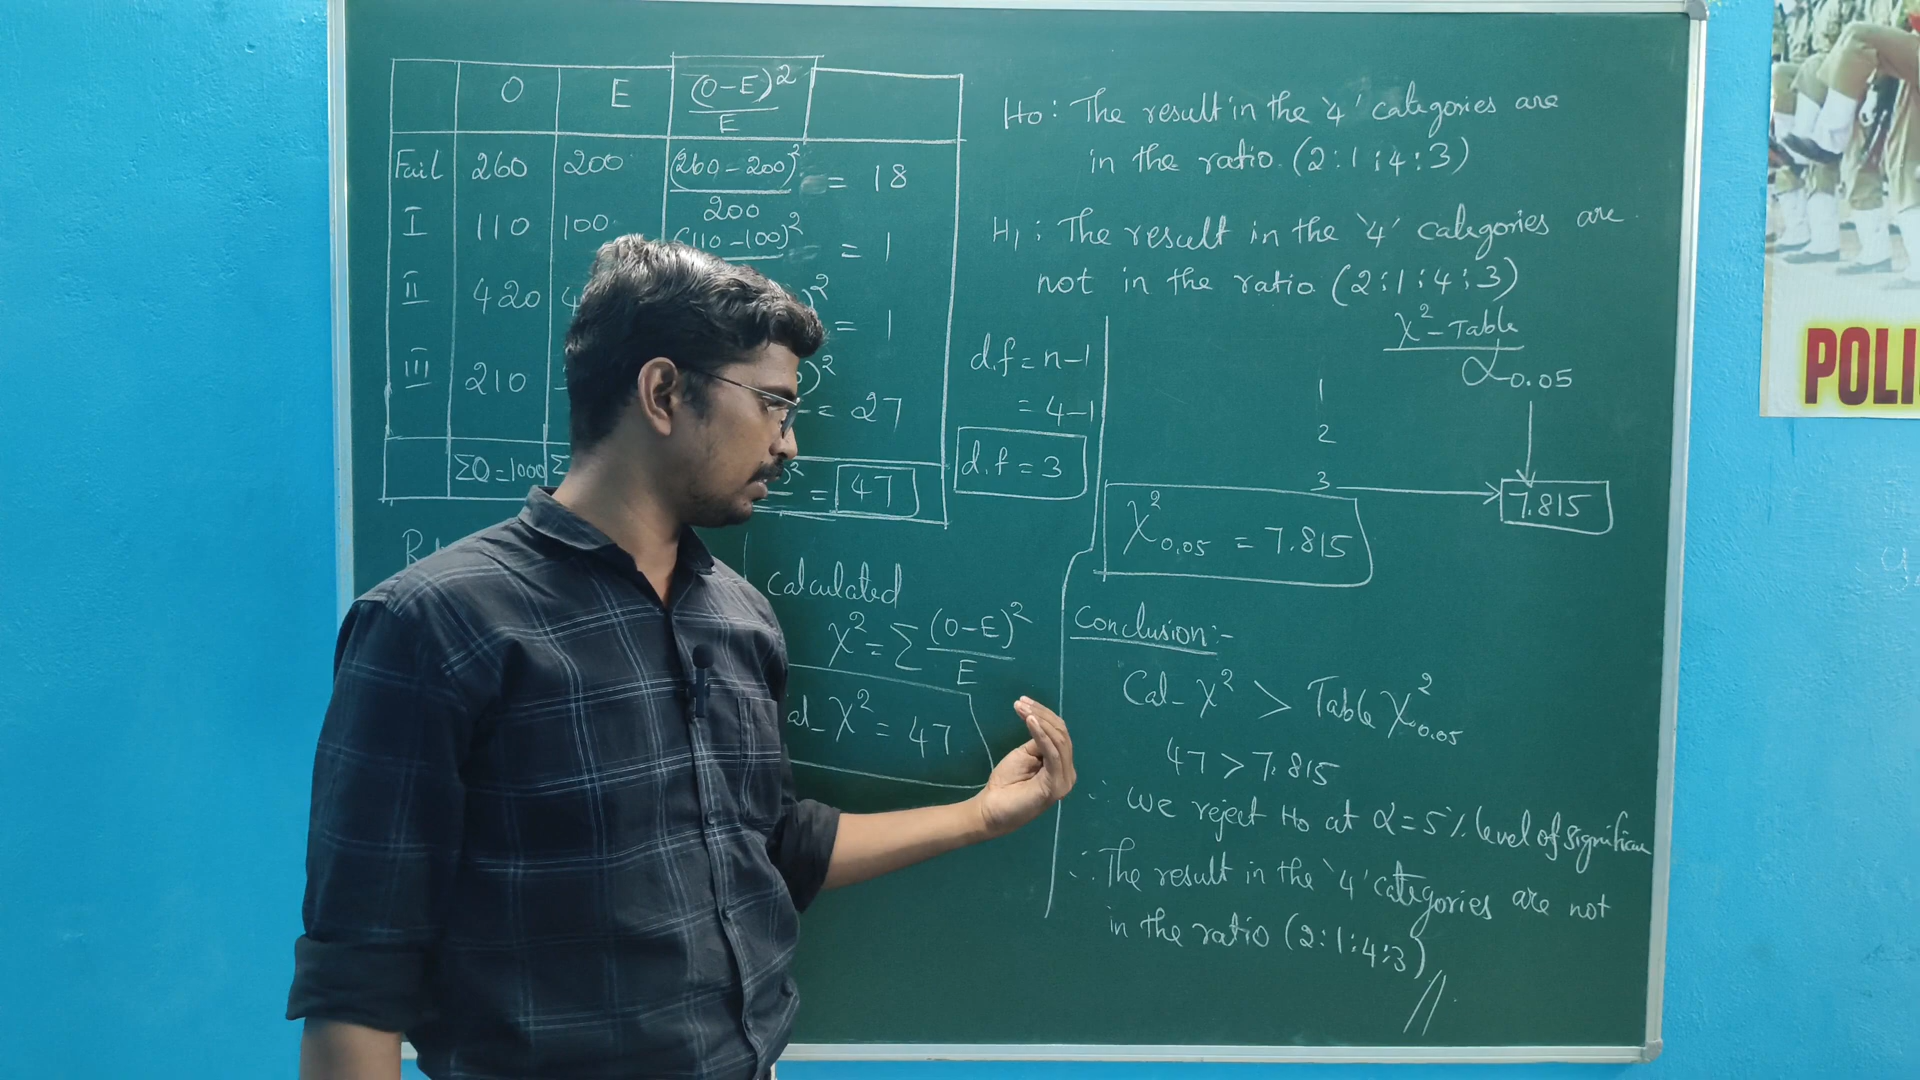 O E (O-E)² / E
Fail 260 200 (260-200)² / 200 = 18
I 110 100 (110-100)² = 1
II 420 4 )² = 1
III 210 )² = 27
ΣO=1000 Σ = 47
d.f = n-1
= 4-1
d.f = 3
calculated
χ² = Σ (O-E)² / E
al_ χ² = 47
Ho: The result in the '4' categories are
in the ratio (2:1:4:3)
H₁: The result in the '4' categories are
not in the ratio (2:1:4:3)
χ²-Table
α0.05
1
2
3 → 7.815
χ²0.05 = 7.815
Conclusion:-
Cal_ χ² > Table χ²0.05
47 > 7.815
∴ We reject Ho at α = 5% level of
∴ The result in the '4' categories are not
in the ratio (2:1:4:3)//
POLI